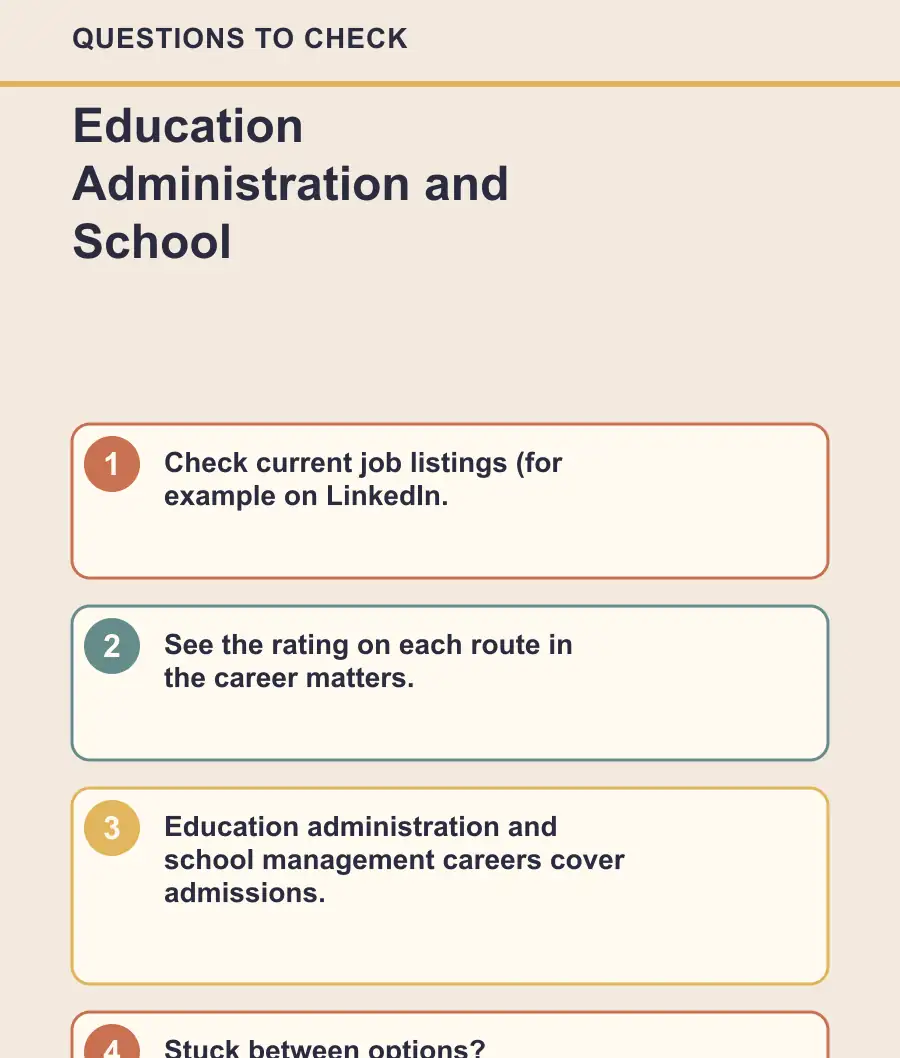 QUESTIONS TO CHECK
Education
Administration and
School
1
Check current job listings (for
example on LinkedIn.
2
See the rating on each route in
the career matters.
3
Education administration and
school management careers cover
admissions.
4
Stuck between options?